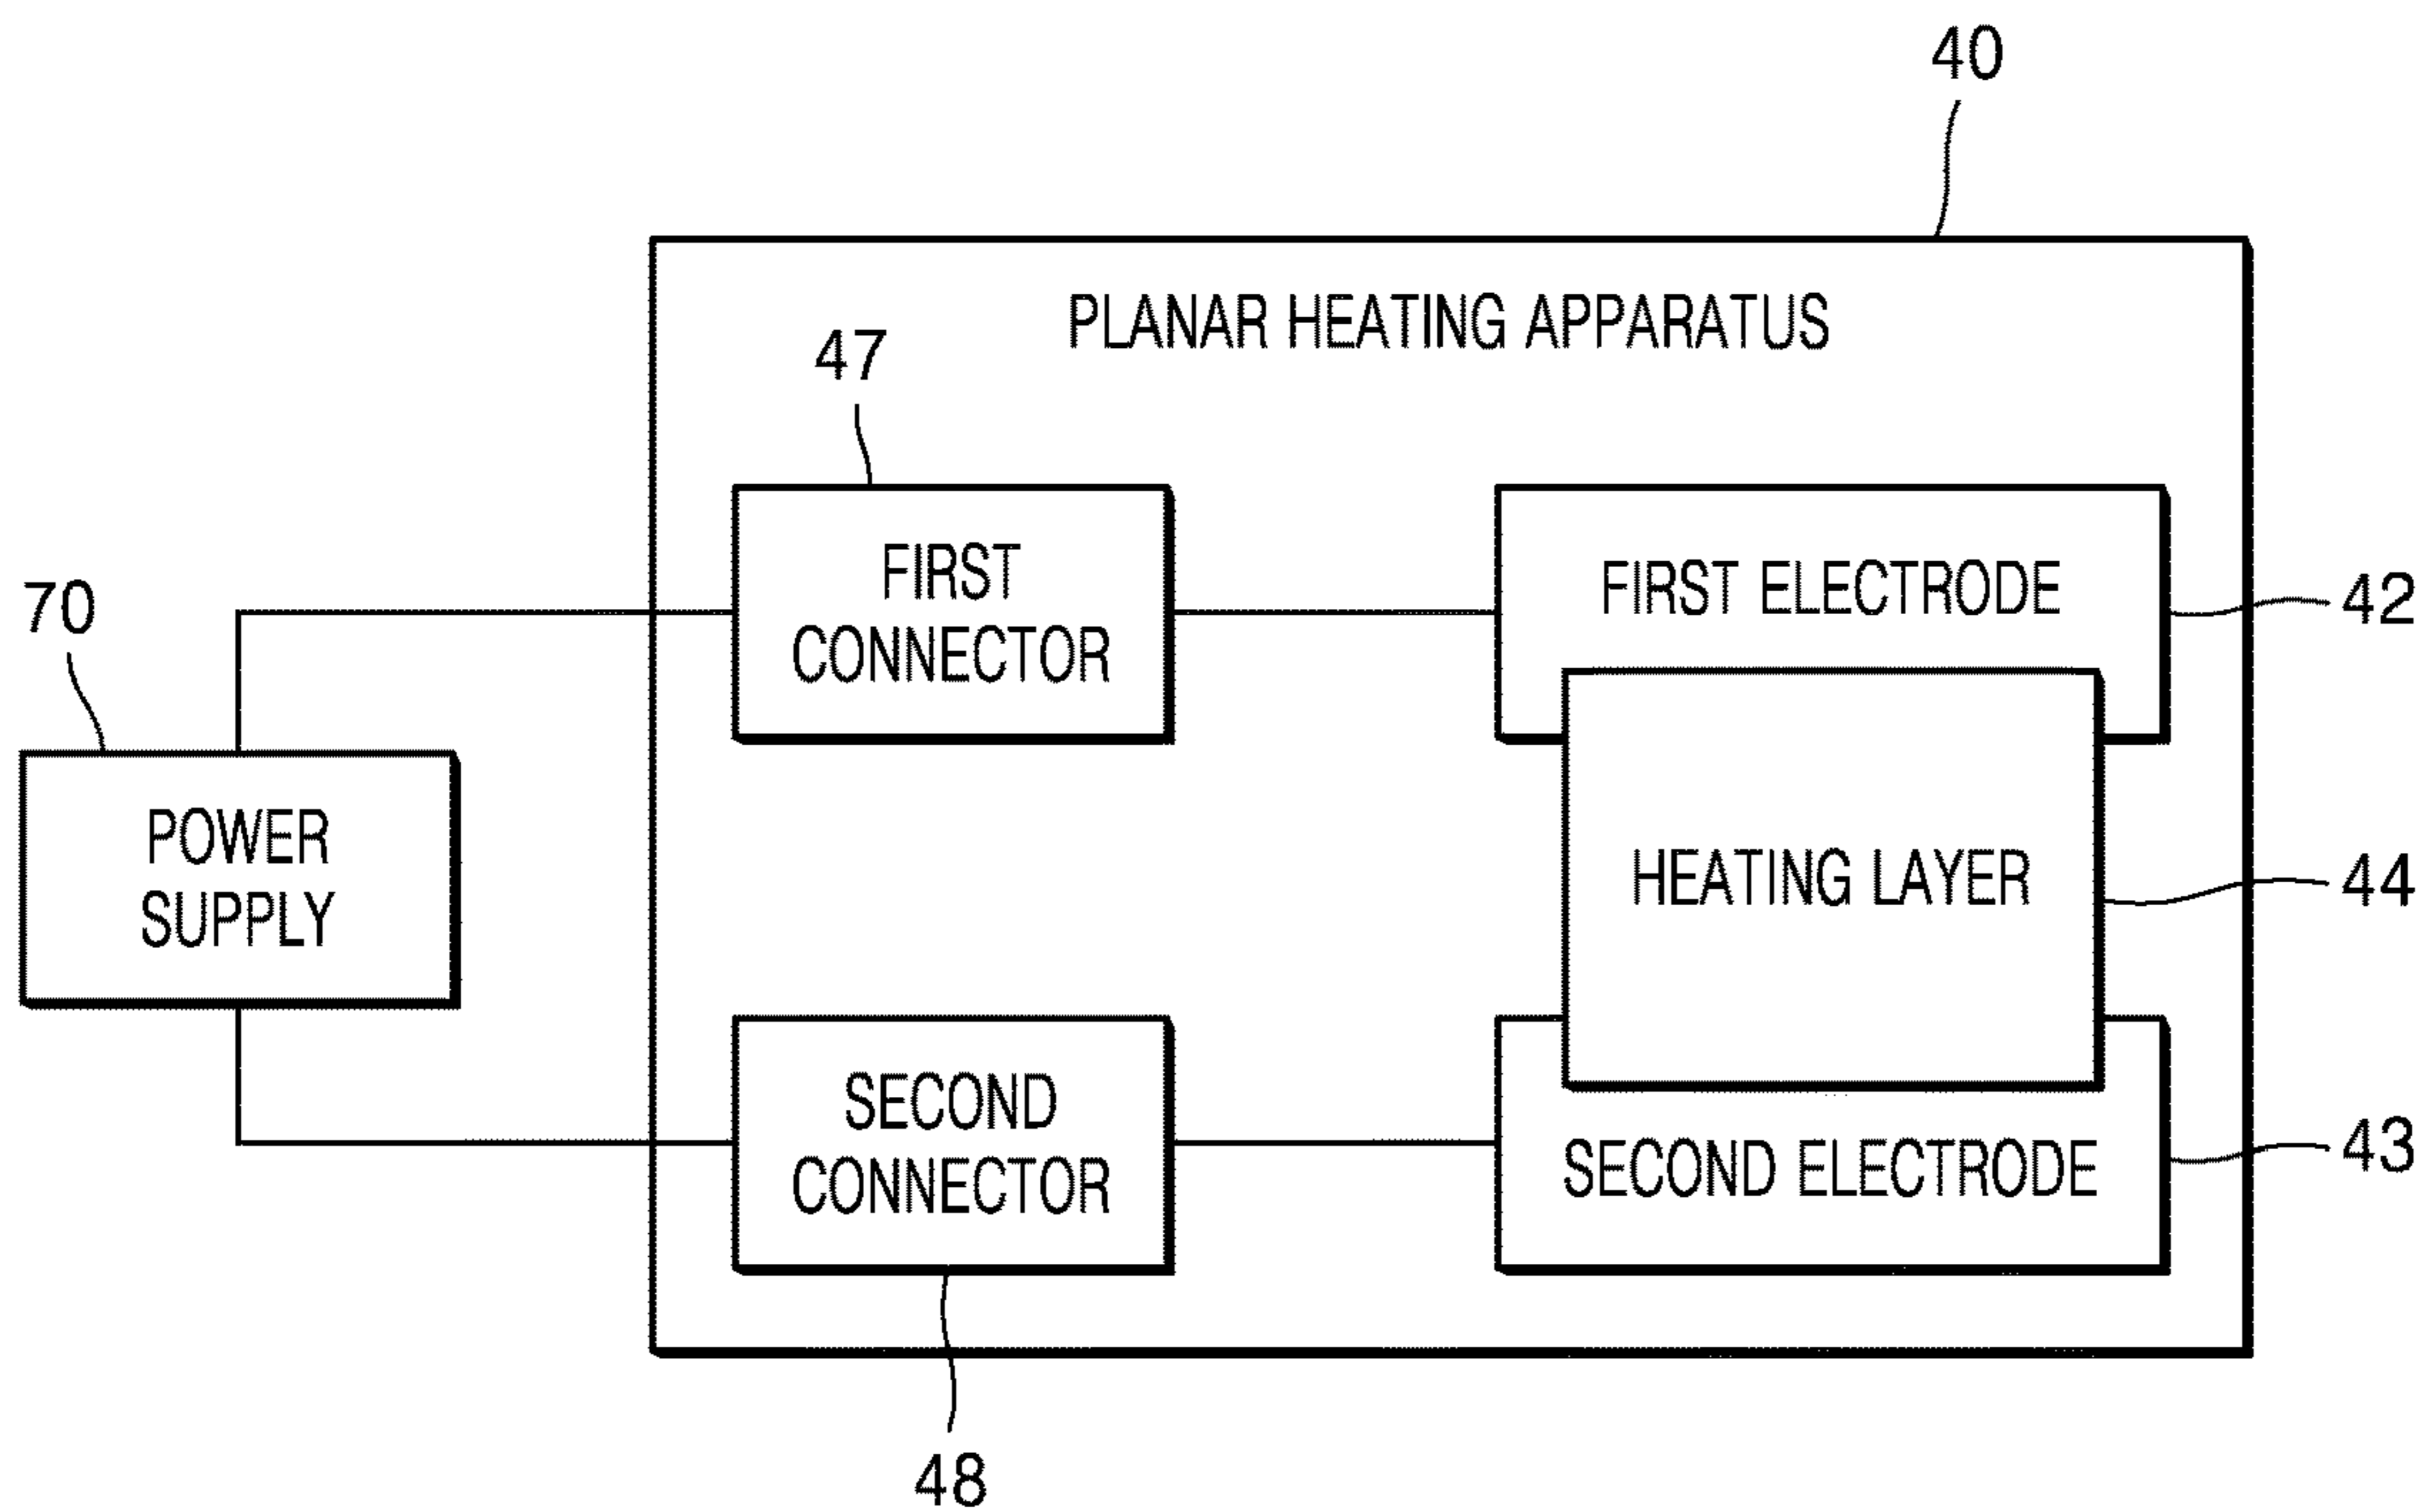 40
PLANAR HEATING APPARATUS
47
FIRST
CONNECTOR
FIRST ELECTRODE
42
70
POWER
SUPPLY
HEATING LAYER
44
SECOND
CONNECTOR
SECOND ELECTRODE
43
48